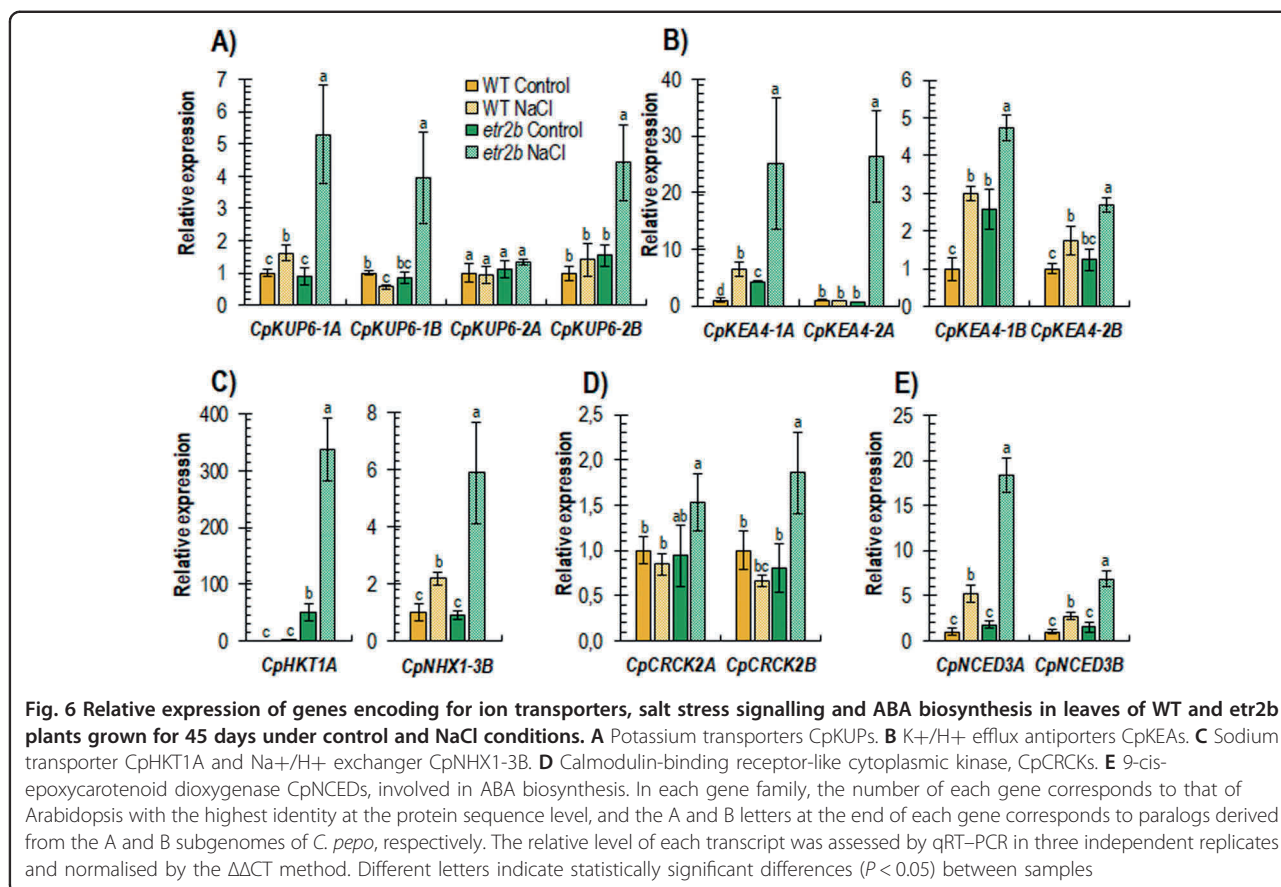 A)
B)
7
6
5
4
3
2
1
0
Relative expression
WT Control
WT NaCl
etr2b Control
etr2b NaCl
c b c a
b c bc a
a a a a
b b b a
CpKUP6-1A CpKUP6-1B CpKUP6-2A CpKUP6-2B
40
30
20
10
0
Relative expression
d b c a
b b b a
CpKEA4-1A CpKEA4-2A
6
5
4
3
2
1
0
c b b a
c b bc a
CpKEA4-1B CpKEA4-2B
C)
D)
E)
400
300
200
100
0
Relative expression
c c b a
CpHKT1A
8
6
4
2
0
c b c a
CpNHX1-3B
2,5
2,0
1,5
1,0
0,5
0,0
Relative expression
b b ab a
b bc b a
CpCRCK2A CpCRCK2B
25
20
15
10
5
0
Relative expression
c b c a
c b c a
CpNCED3A CpNCED3B
Fig. 6 Relative expression of genes encoding for ion transporters, salt stress signalling and ABA biosynthesis in leaves of WT and etr2b
plants grown for 45 days under control and NaCl conditions. A Potassium transporters CpKUPs. B K+/H+ efflux antiporters CpKEAs. C Sodium
transporter CpHKT1A and Na+/H+ exchanger CpNHX1-3B. D Calmodulin-binding receptor-like cytoplasmic kinase, CpCRCKs. E 9-cis-
epoxycarotenoid dioxygenase CpNCEDs, involved in ABA biosynthesis. In each gene family, the number of each gene corresponds to that of
Arabidopsis with the highest identity at the protein sequence level, and the A and B letters at the end of each gene corresponds to paralogs derived
from the A and B subgenomes of C. pepo, respectively. The relative level of each transcript was assessed by qRT–PCR in three independent replicates
and normalised by the ΔΔCT method. Different letters indicate statistically significant differences (P < 0.05) between samples